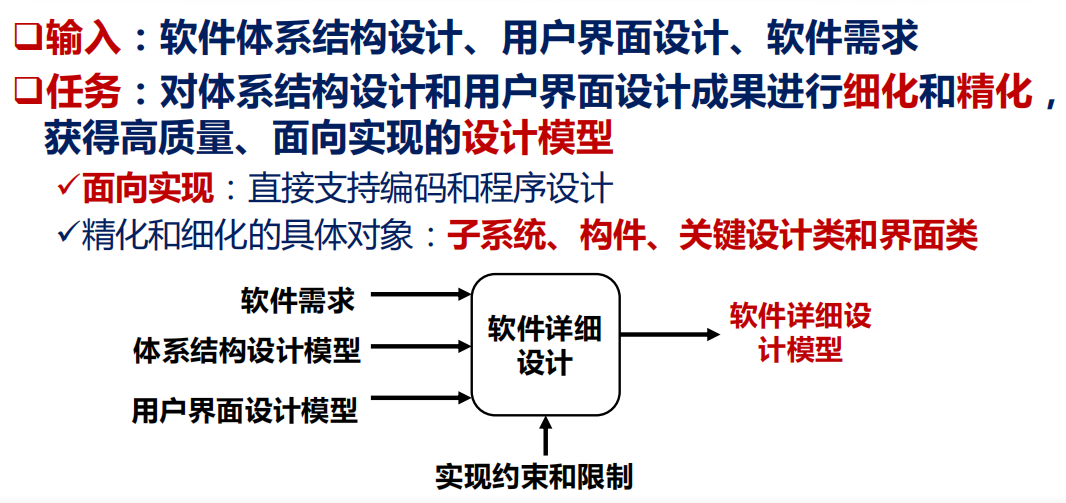 ❑输入：软件体系结构设计、用户界面设计、软件需求
❑任务：对体系结构设计和用户界面设计成果进行细化和精化，
获得高质量、面向实现的设计模型
✓面向实现：直接支持编码和程序设计
✓精化和细化的具体对象：子系统、构件、关键设计类和界面类
软件需求
体系结构设计模型
用户界面设计模型
软件详细
设计
软件详细设
计模型
实现约束和限制